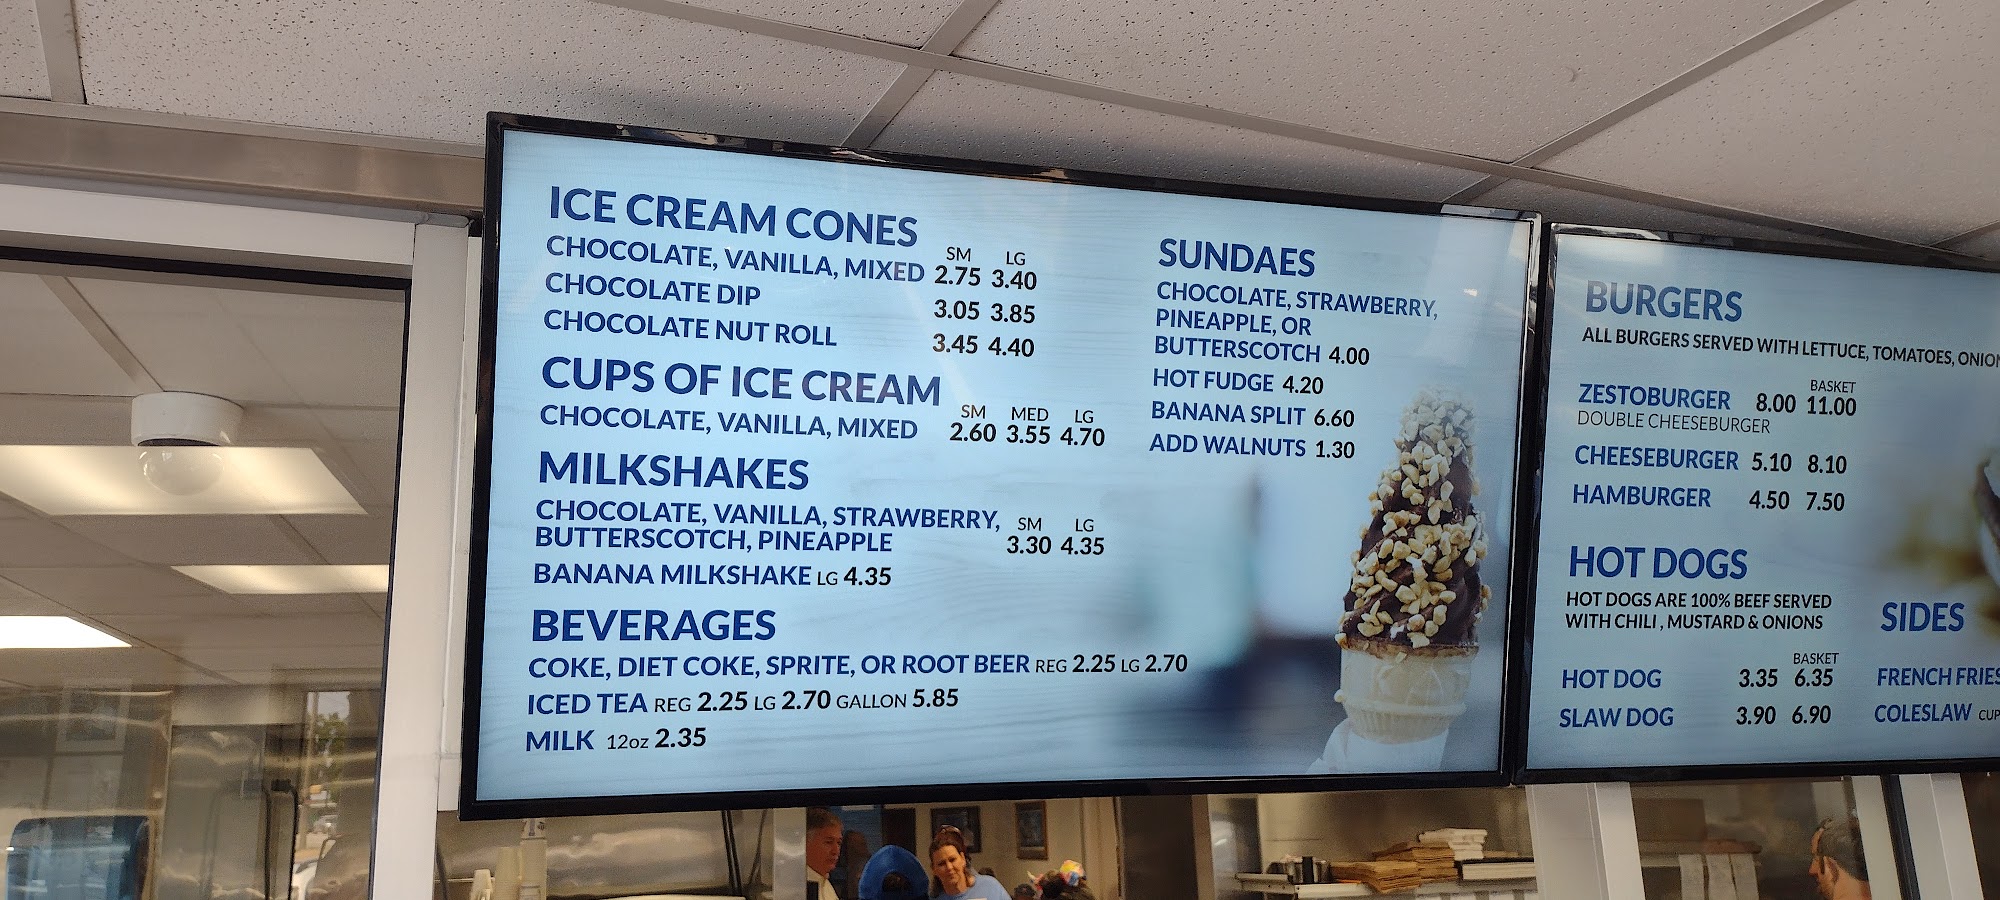 ICE CREAM CONES
SM LG
CHOCOLATE, VANILLA, MIXED 2.75 3.40
CHOCOLATE DIP 3.05 3.85
CHOCOLATE NUT ROLL 3.45 4.40
CUPS OF ICE CREAM
SM MED LG
CHOCOLATE, VANILLA, MIXED 2.60 3.55 4.70
MILKSHAKES
CHOCOLATE, VANILLA, STRAWBERRY, SM LG
BUTTERSCOTCH, PINEAPPLE 3.30 4.35
BANANA MILKSHAKE LG 4.35
BEVERAGES
COKE, DIET COKE, SPRITE, OR ROOT BEER REG 2.25 LG 2.70
ICED TEA REG 2.25 LG 2.70 GALLON 5.85
MILK 12oz 2.35
SUNDAES
CHOCOLATE, STRAWBERRY,
PINEAPPLE, OR
BUTTERSCOTCH 4.00
HOT FUDGE 4.20
BANANA SPLIT 6.60
ADD WALNUTS 1.30
BURGERS
ALL BURGERS SERVED WITH LETTUCE, TOMATOES,
BASKET
ZESTOBURGER 8.00 11.00
DOUBLE CHEESEBURGER
CHEESEBURGER 5.10 8.10
HAMBURGER 4.50 7.50
HOT DOGS
HOT DOGS ARE 100% BEEF SERVED
WITH CHILI, MUSTARD & ONIONS
BASKET
HOT DOG 3.35 6.35
SLAW DOG 3.90 6.90
SIDES
FRENCH FRIES
COLESLAW CUP